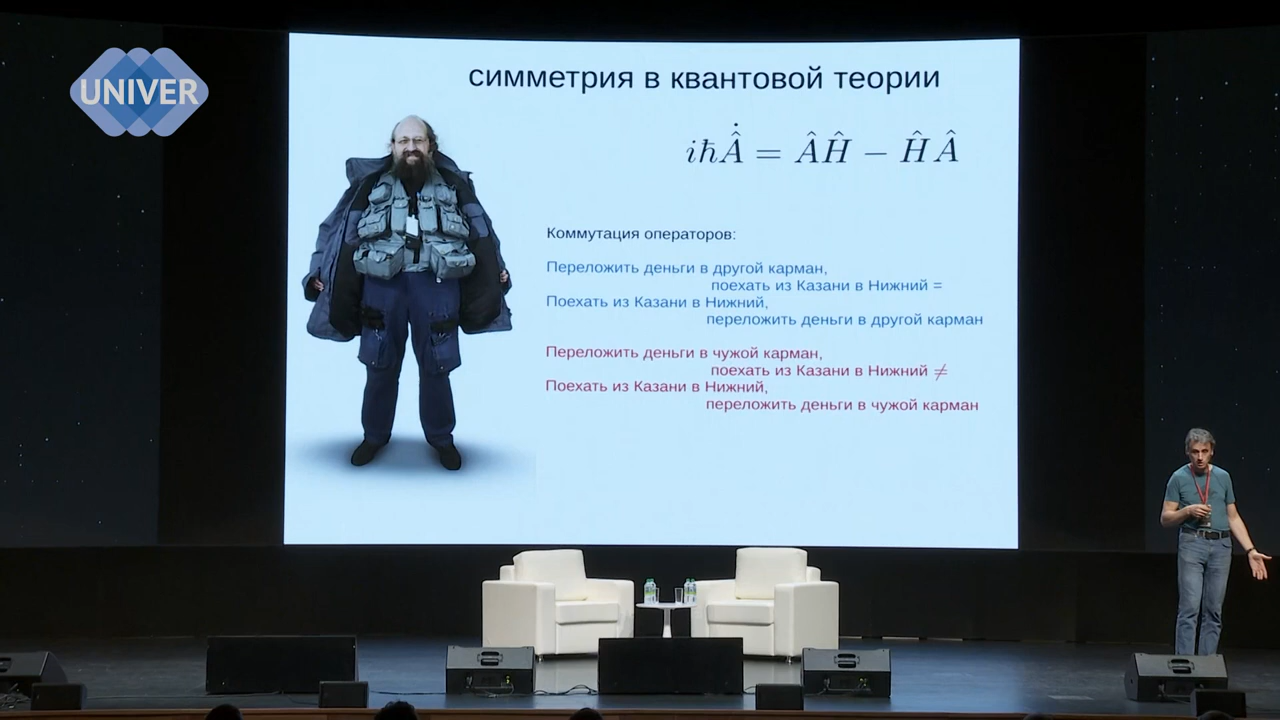 UNIVER
симметрия в квантовой теории
iℏÂ̇ = ÂĤ − ĤÂ
Коммутация операторов:
Переложить деньги в другой карман,
поехать из Казани в Нижний =
Поехать из Казани в Нижний,
переложить деньги в другой карман
Переложить деньги в чужой карман,
поехать из Казани в Нижний ≠
Поехать из Казани в Нижний,
переложить деньги в чужой карман